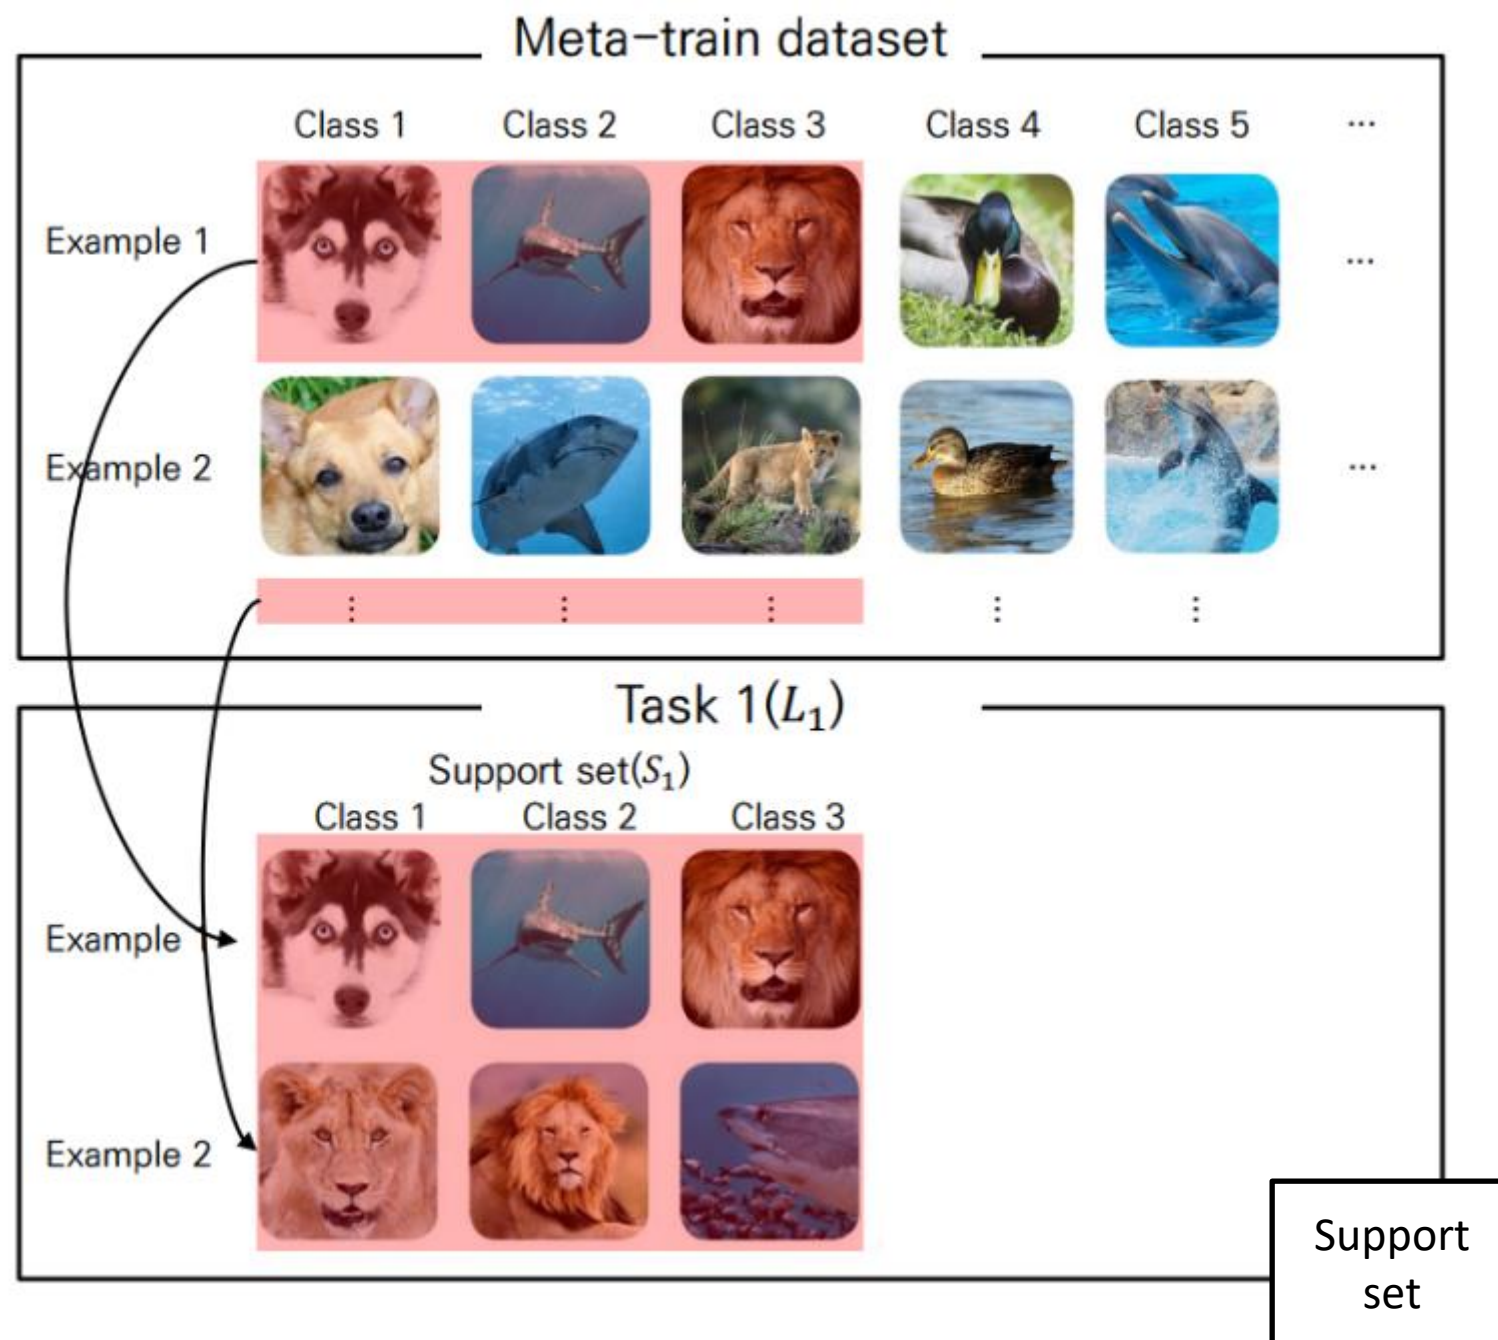 Meta-train dataset
Class 1 Class 2 Class 3 Class 4 Class 5 ...
Example 1 ...
Example 2 ...
⋮ ⋮ ⋮ ⋮ ⋮
Task 1(L₁)
Support set(S₁)
Class 1 Class 2 Class 3
Example
Example 2
Support
set